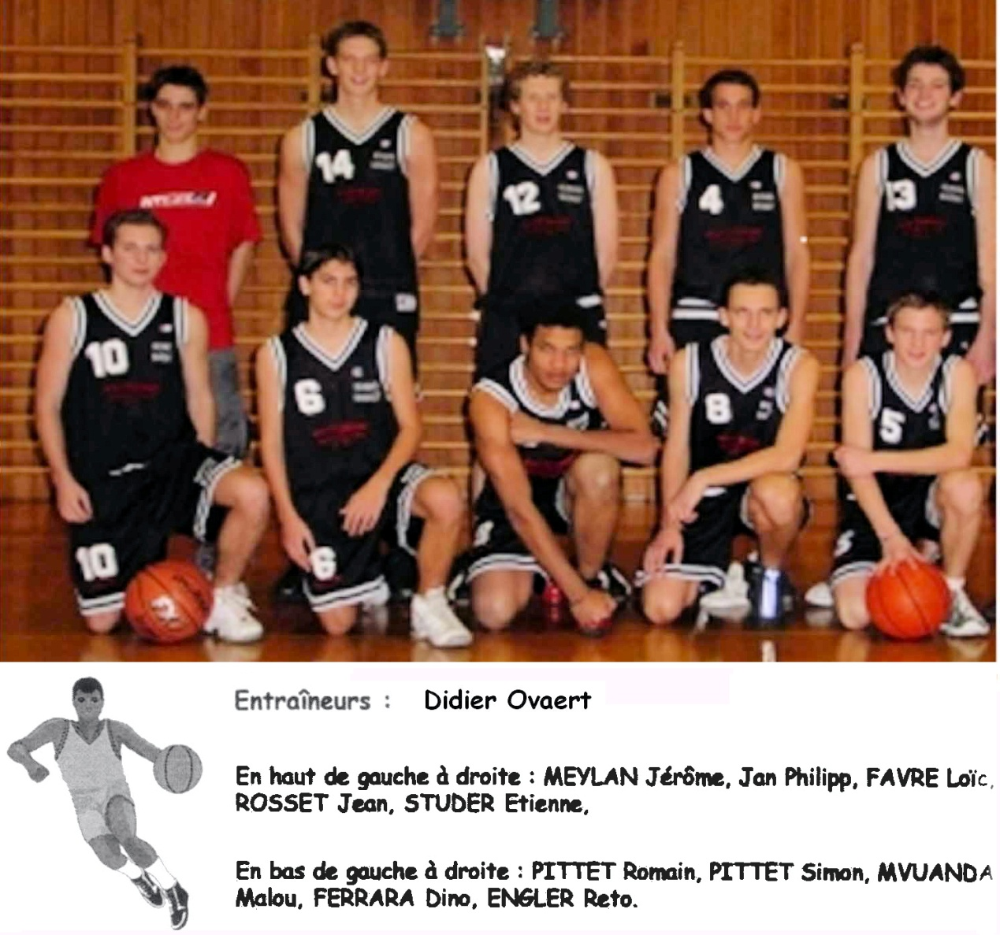 14
12
4
13
10
6
8
5
10
6
5
Entraîneurs : Didier Ovaert
En haut de gauche à droite : MEYLAN Jérôme, Jan Philipp, FAVRE Loïc,
ROSSET Jean, STUDER Etienne,
En bas de gauche à droite : PITTET Romain, PITTET Simon, MVUANDA
Malou, FERRARA Dino, ENGLER Reto.